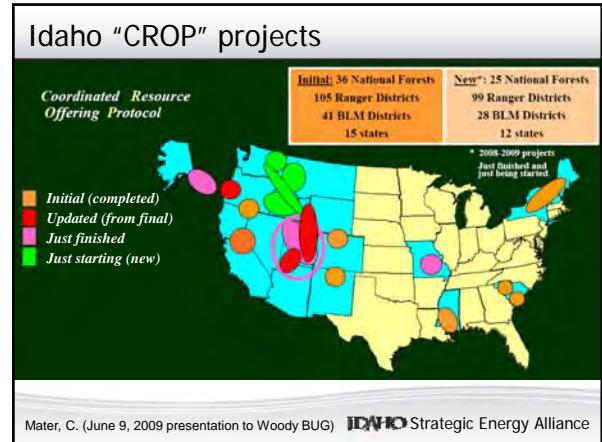 Idaho “CROP” projects
Coordinated Resource
Offering Protocol
Initial: 36 National Forests
105 Ranger Districts
41 BLM Districts
15 states
New*: 25 National Forests
99 Ranger Districts
28 BLM Districts
12 states
* 2008-2009 projects
Just finished and
just being started
Initial (completed)
Updated (from final)
Just finished
Just starting (new)
Mater, C. (June 9, 2009 presentation to Woody BUG)
IDAHO Strategic Energy Alliance